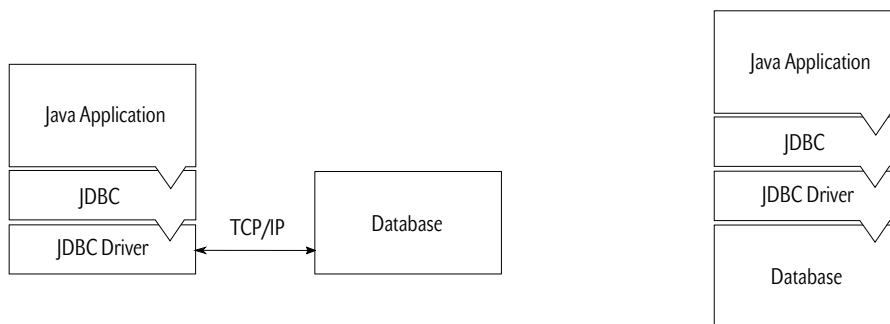 Java Application
JDBC
JDBC Driver
TCP/IP
Database
Java Application
JDBC
JDBC Driver
Database